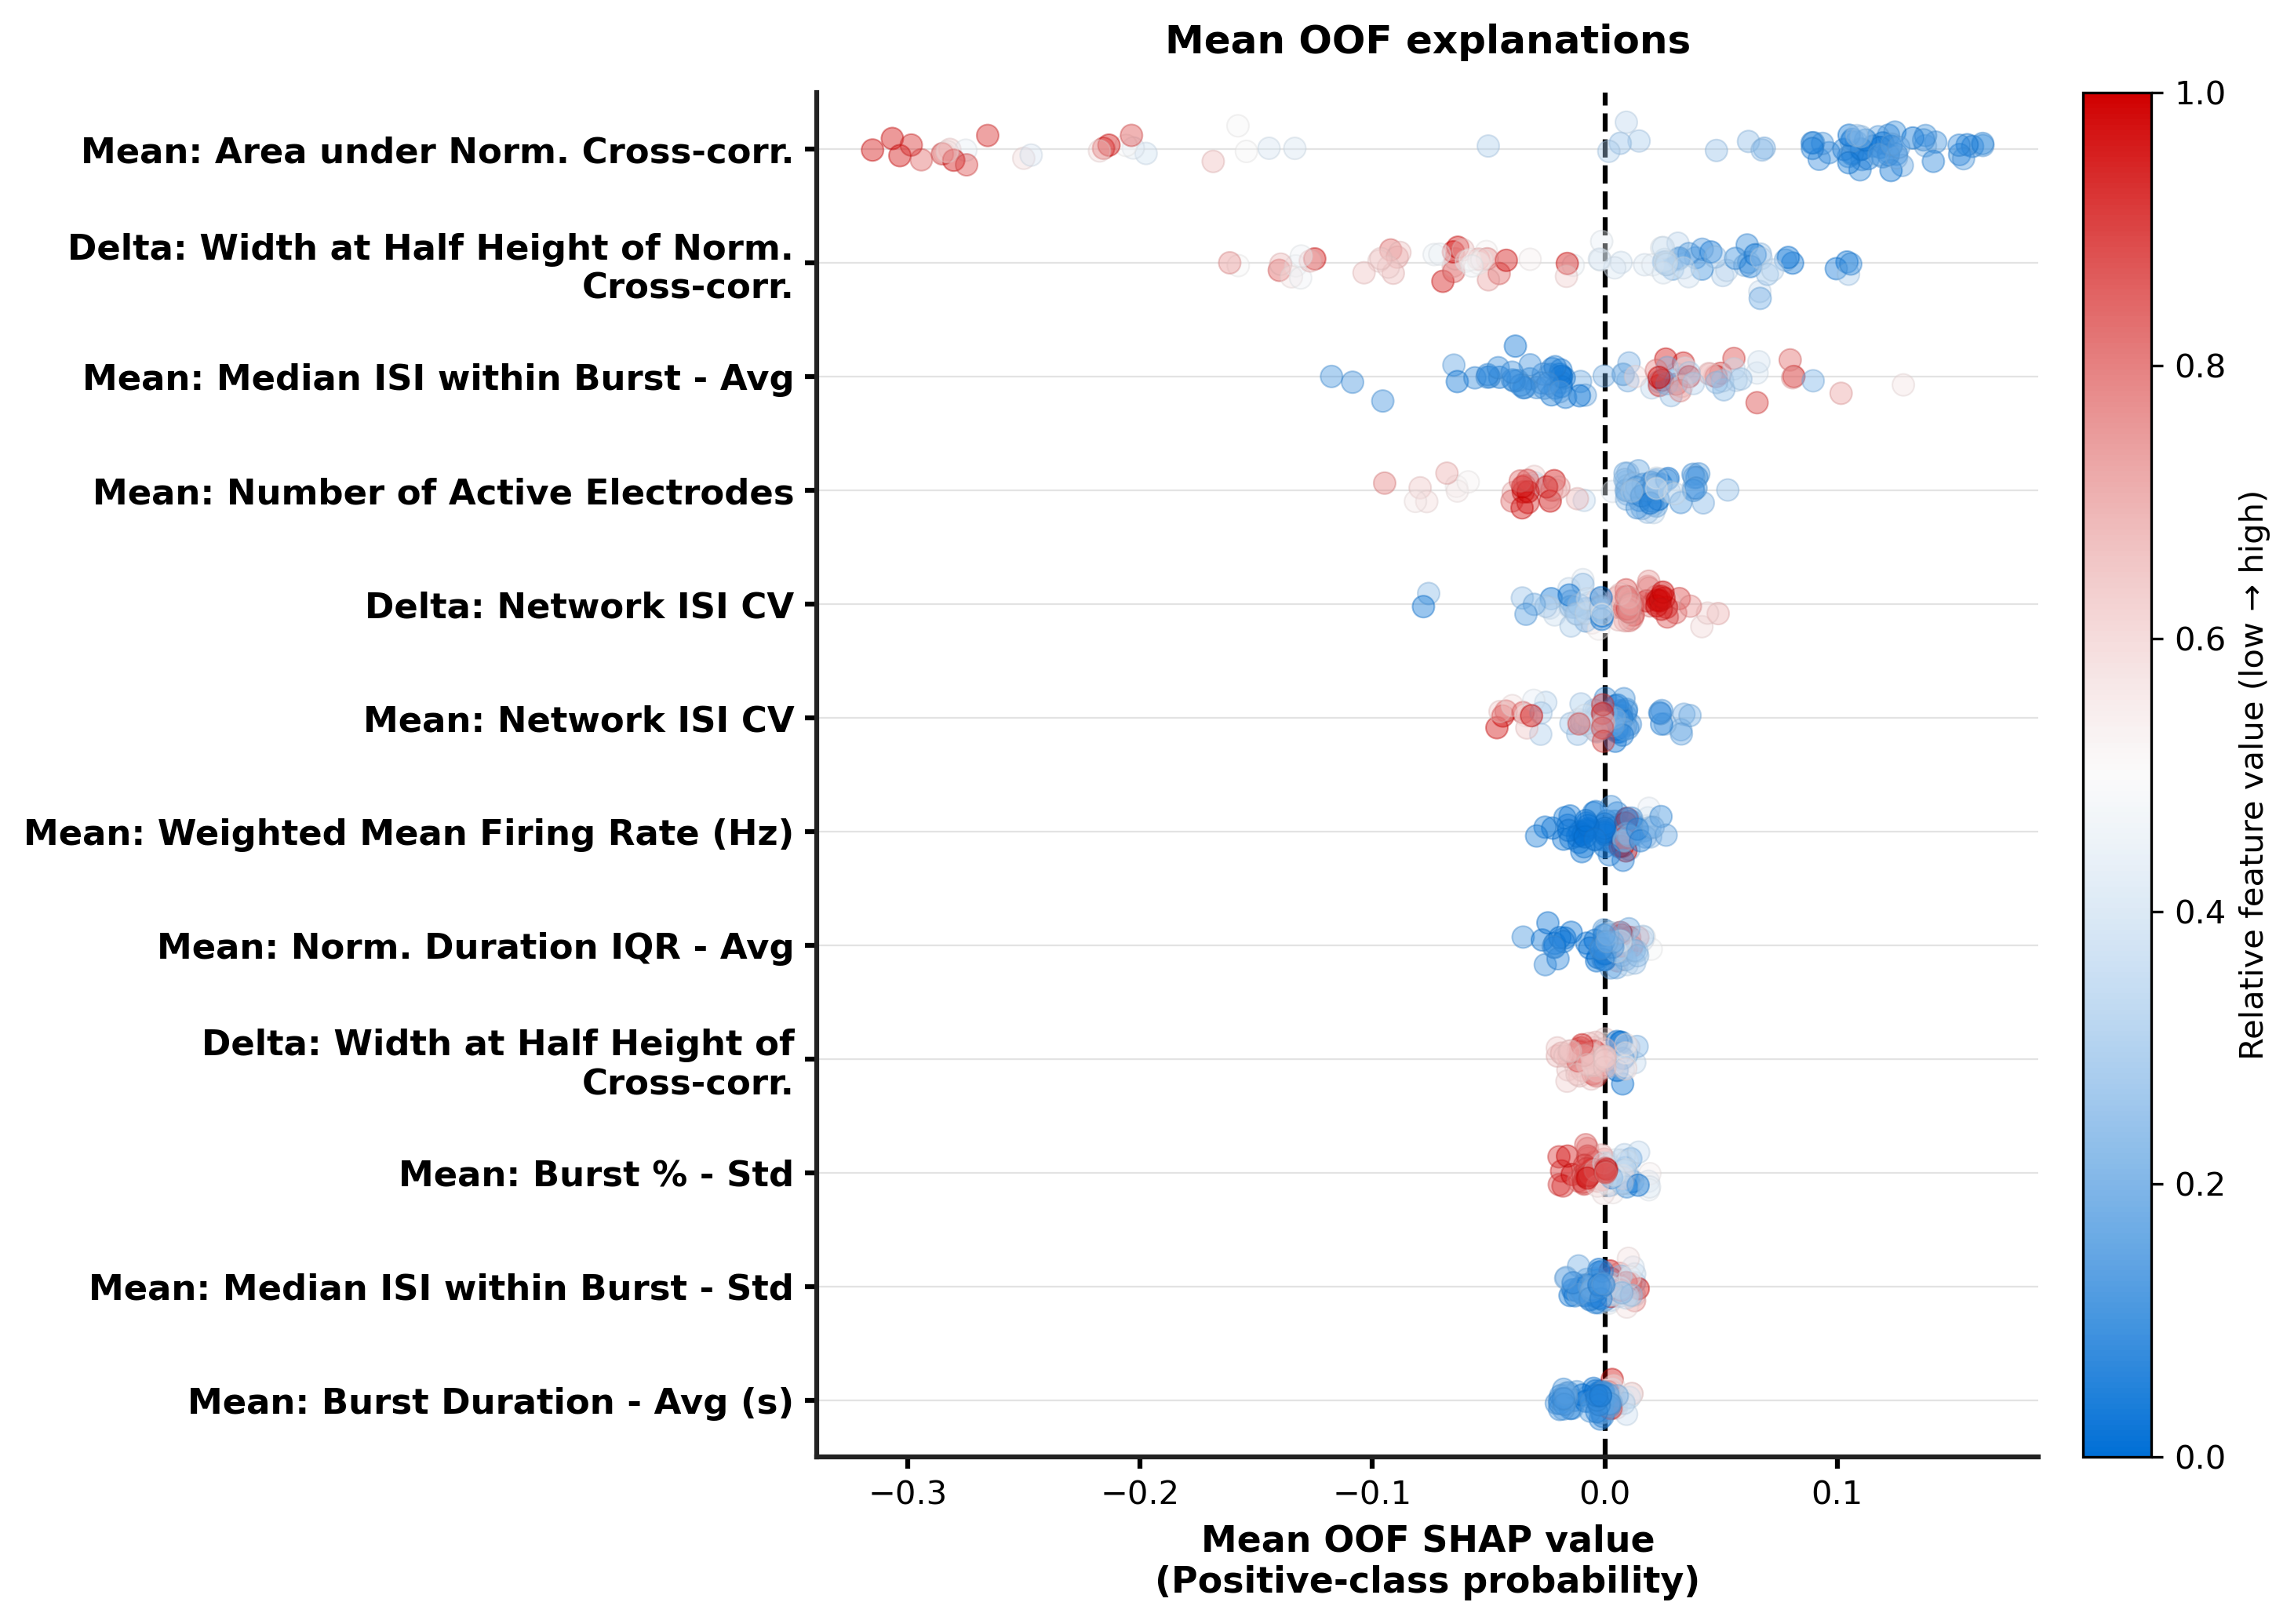 Mean OOF explanations
Mean: Area under Norm. Cross-corr.
Delta: Width at Half Height of Norm.
Cross-corr.
Mean: Median ISI within Burst - Avg
Mean: Number of Active Electrodes
Delta: Network ISI CV
Mean: Network ISI CV
Mean: Weighted Mean Firing Rate (Hz)
Mean: Norm. Duration IQR - Avg
Delta: Width at Half Height of
Cross-corr.
Mean: Burst % - Std
Mean: Median ISI within Burst - Std
Mean: Burst Duration - Avg (s)
−0.3 −0.2 −0.1 0.0 0.1
Mean OOF SHAP value
(Positive-class probability)
1.0
0.8
0.6
0.4
0.2
0.0
Relative feature value (low → high)